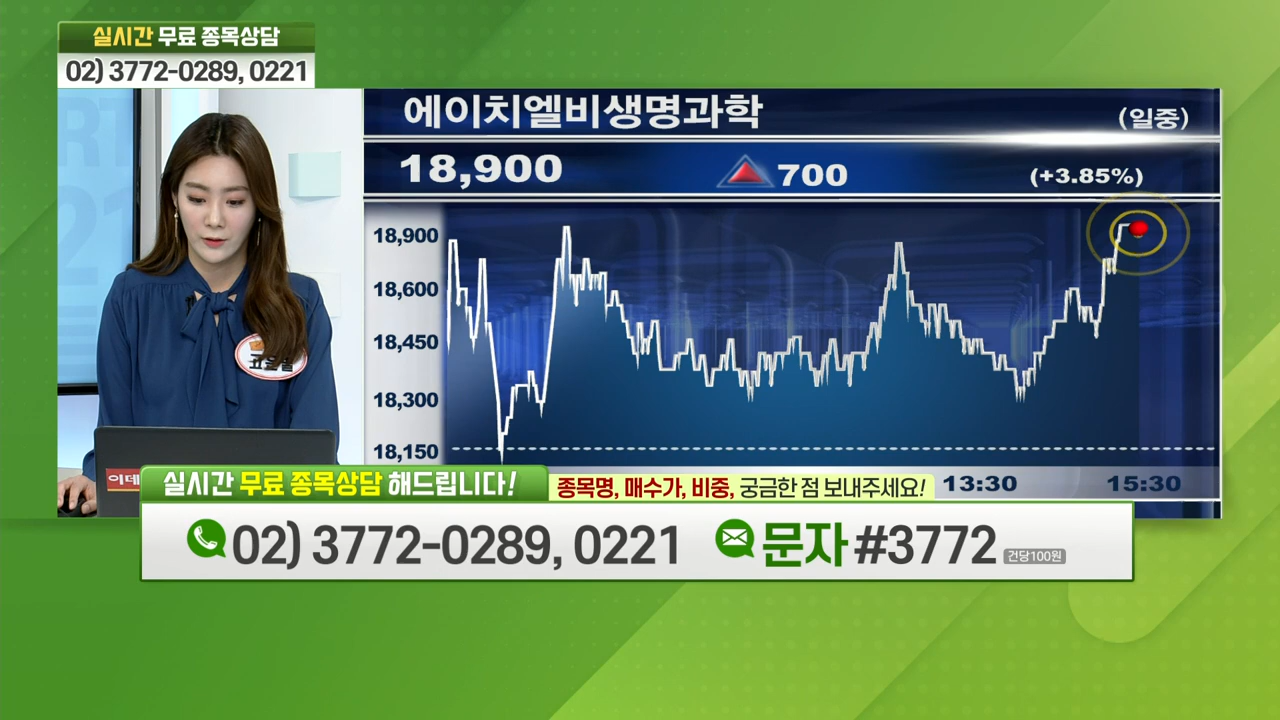 실시간 무료 종목상담
02) 3772-0289, 0221
에이치엘비생명과학
(일중)
18,900
700
(+3.85%)
18,900
18,600
18,450
18,300
18,150
13:30
15:30
이데
실시간 무료 종목상담 해드립니다!
종목명, 매수가, 비중, 궁금한 점 보내주세요!
02) 3772-0289, 0221
문자 #3772
건당100원